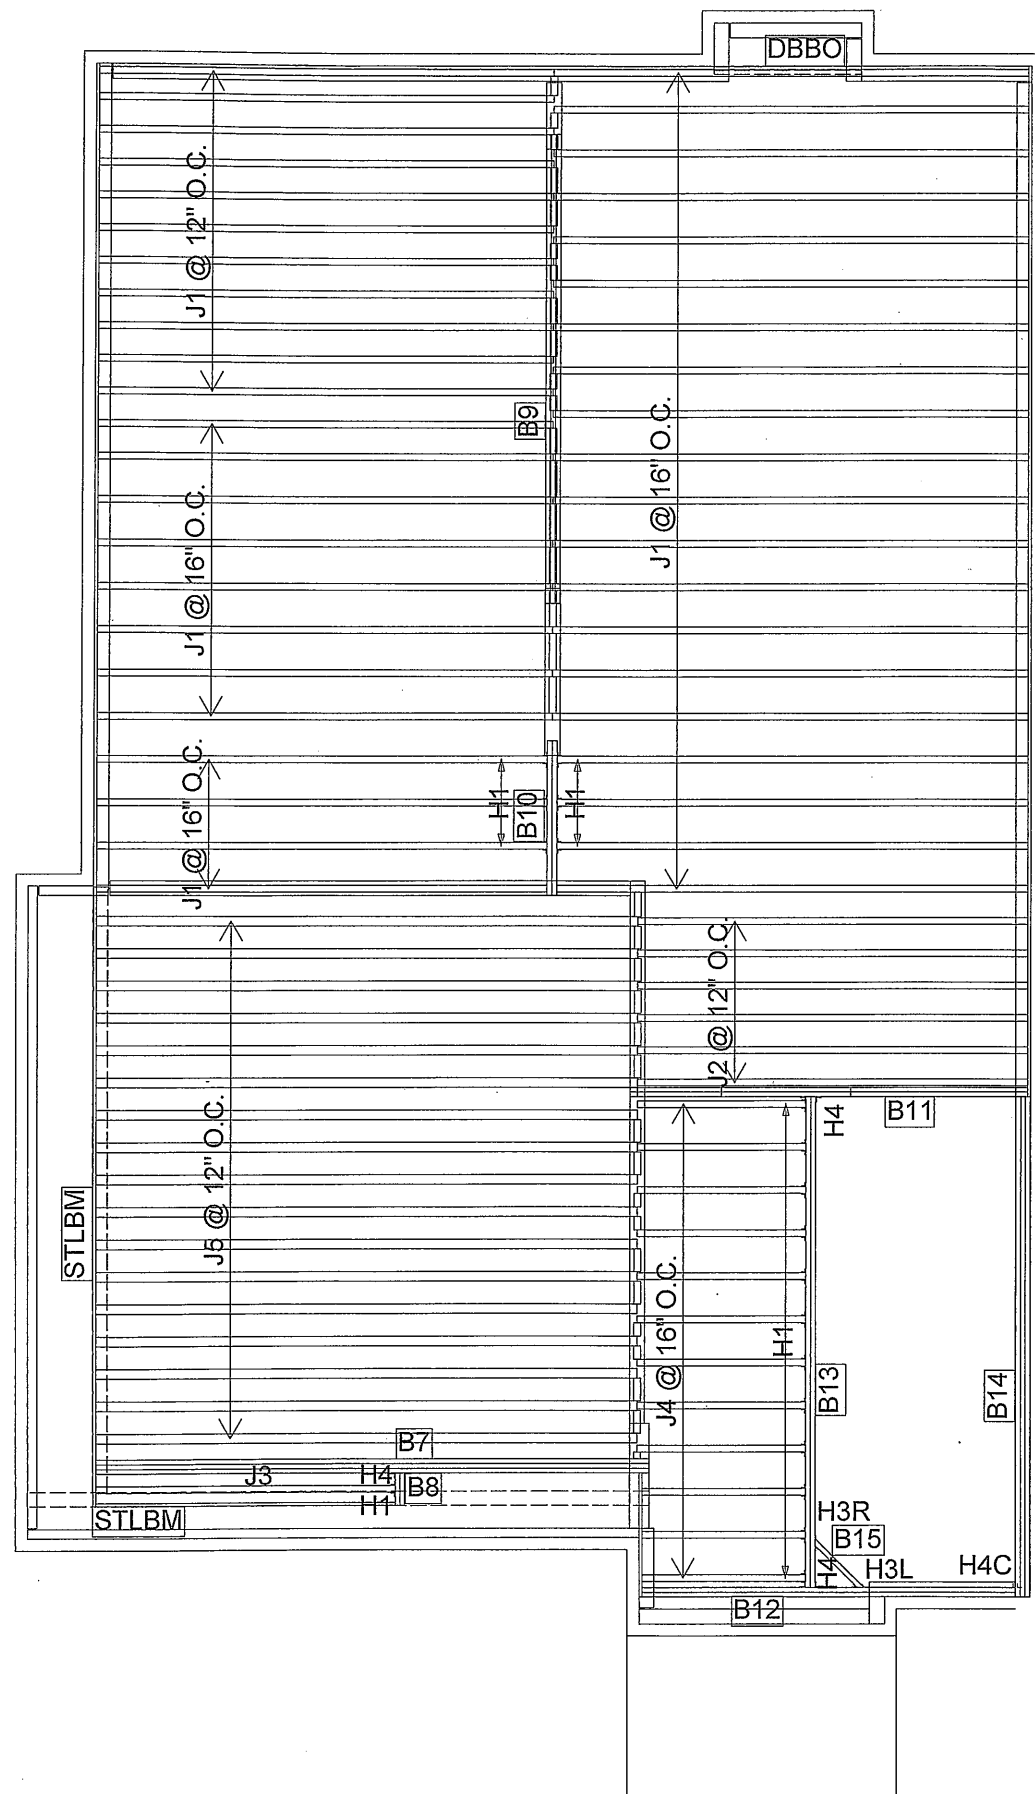 DBBO
J1 @ 12" O.C.
B9
J1 @ 16" O.C.
J1 @ 16" O.C.
J1 @ 16" O.C.
H1
B10
H1
J2 @ 12" O.C.
B11
H4
J5 @ 12" O.C.
STLBM
J4 @ 16" O.C.
H1
B13
B14
B7
J3
H4
B8
H1
STLBM
H3R
B15
H4
H3L
H4C
B12